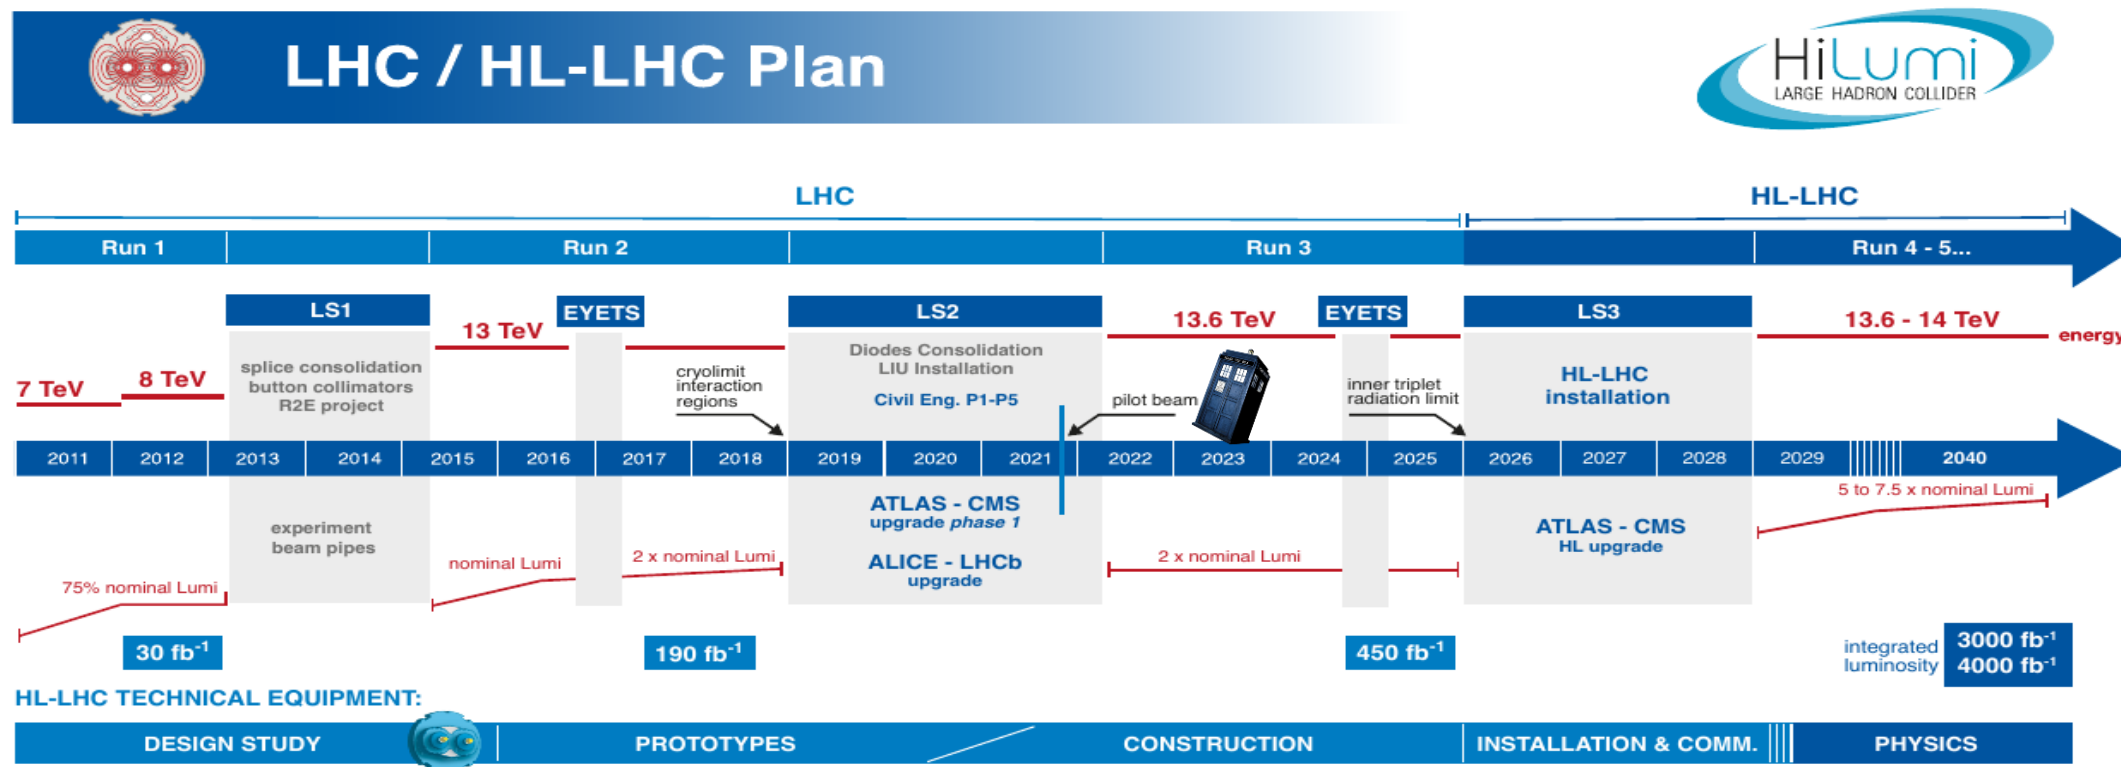 LHC / HL-LHC Plan
HiLumi
LARGE HADRON COLLIDER
LHC
HL-LHC
Run 1
Run 2
Run 3
Run 4 - 5...
LS1
EYETS
LS2
EYETS
LS3
13 TeV
13.6 TeV
13.6 - 14 TeV
energy
7 TeV
8 TeV
splice consolidation
button collimators
R2E project
cryolimit
interaction
regions
Diodes Consolidation
LIU Installation
Civil Eng. P1-P5
pilot beam
inner triplet
radiation limit
HL-LHC
installation
2011 2012 2013 2014 2015 2016 2017 2018 2019 2020 2021 2022 2023 2024 2025 2026 2027 2028 2029 2040
experiment
beam pipes
ATLAS - CMS
upgrade phase 1
ALICE - LHCb
upgrade
ATLAS - CMS
HL upgrade
75% nominal Lumi
nominal Lumi
2 x nominal Lumi
2 x nominal Lumi
5 to 7.5 x nominal Lumi
30 fb⁻¹
190 fb⁻¹
450 fb⁻¹
integrated
luminosity
3000 fb⁻¹
4000 fb⁻¹
HL-LHC TECHNICAL EQUIPMENT:
DESIGN STUDY
PROTOTYPES
CONSTRUCTION
INSTALLATION & COMM.
PHYSICS